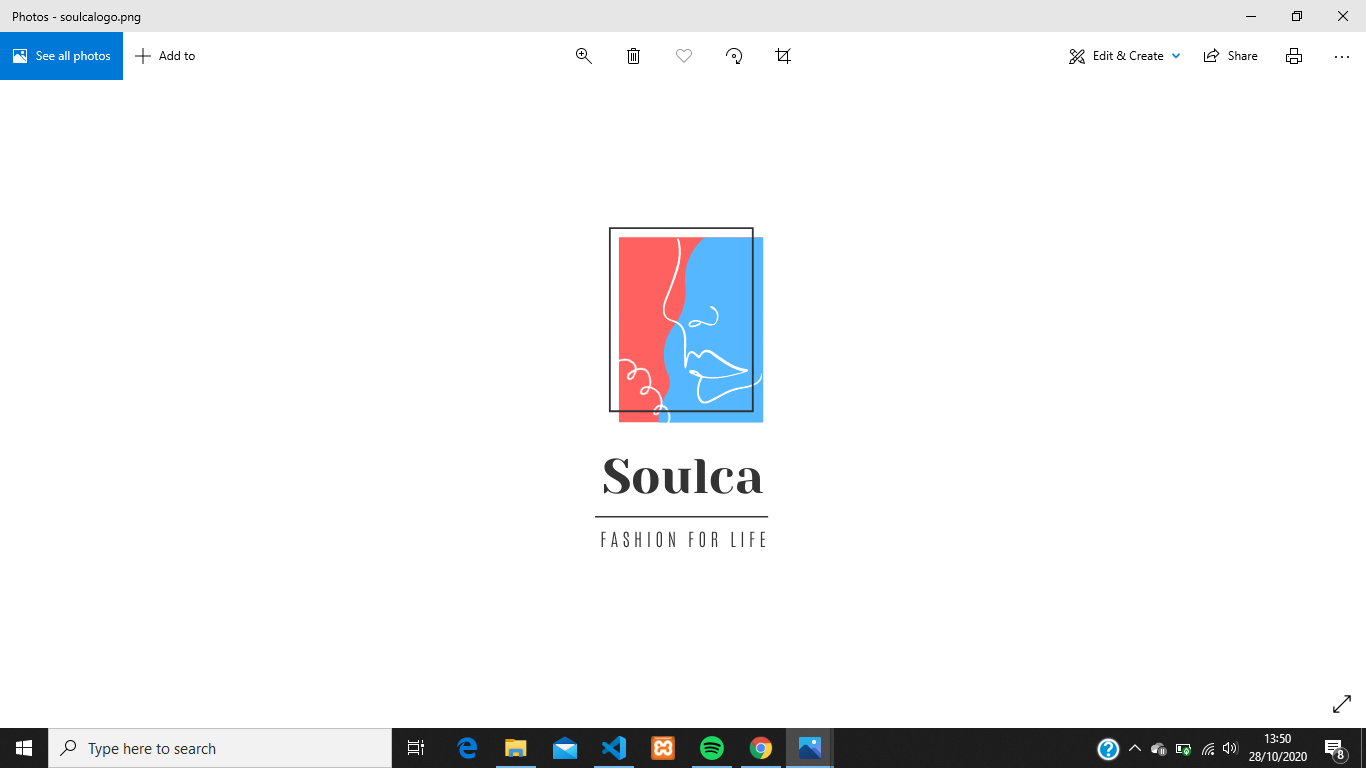 Photos - soulcalogo.png
See all photos
Add to
Edit & Create
Share
Soulca
FASHION FOR LIFE
Type here to search
13:50
28/10/2020
8